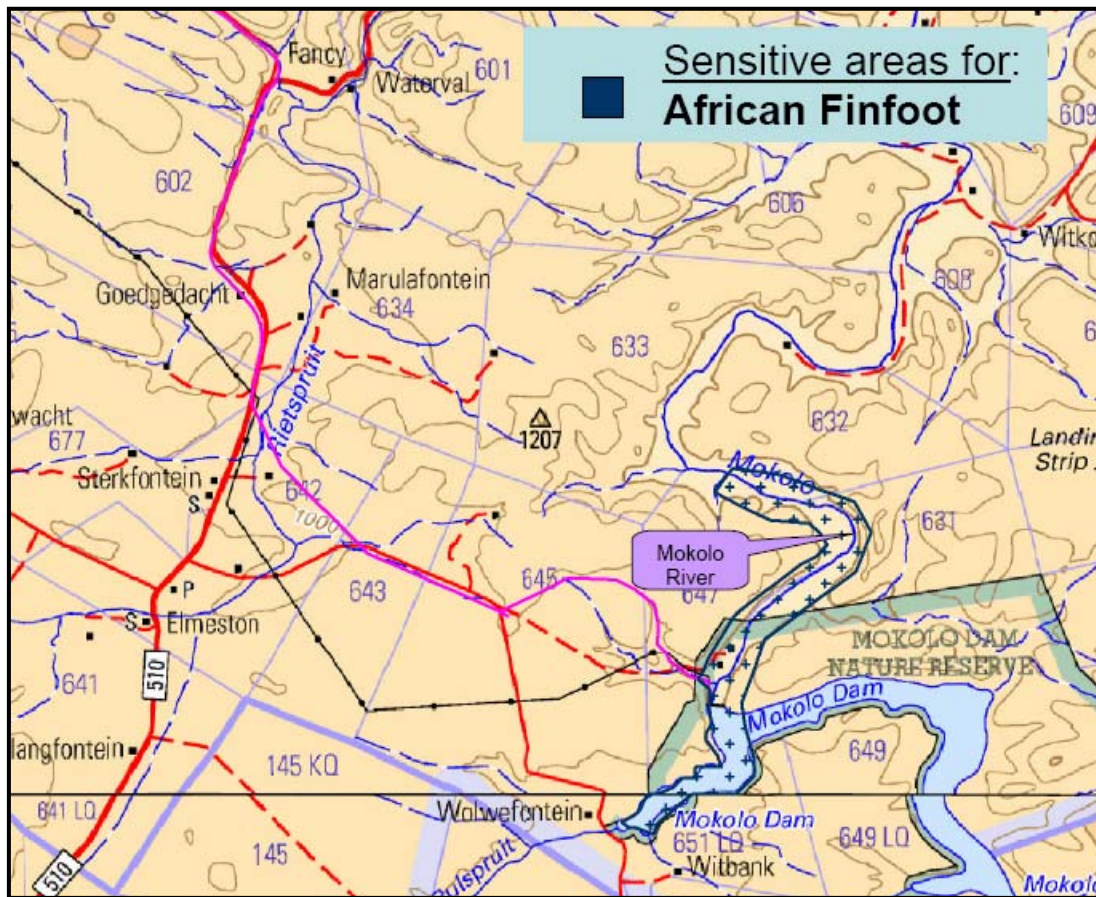 Sensitive areas for:
African Finfoot
Fancy
Waterval
601
609
602
606
Witko
608
Goedgedacht
Marulafontein
634
633
Rietspruit
632
1207
wacht
677
Landin
Strip
Sterkfontein
S
642
1000
Mokolo
631
Mokolo
River
645
647
643
P
S
Elmeston
MOKOLO DAM
NATURE RESERVE
641
510
Mokolo Dam
649
langfontein
145 KQ
641 LQ
Wolwefontein
Mokolo Dam
651 LQ
649 LQ
145
Witbank
510
Mokolo